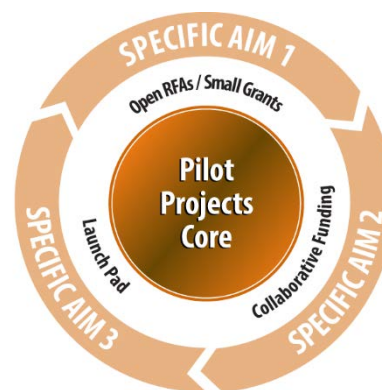 SPECIFIC AIM 1
Open RFAs / Small Grants
Pilot
Projects
Core
Collaborative Funding
SPECIFIC AIM 2
Launch Pad
SPECIFIC AIM 3